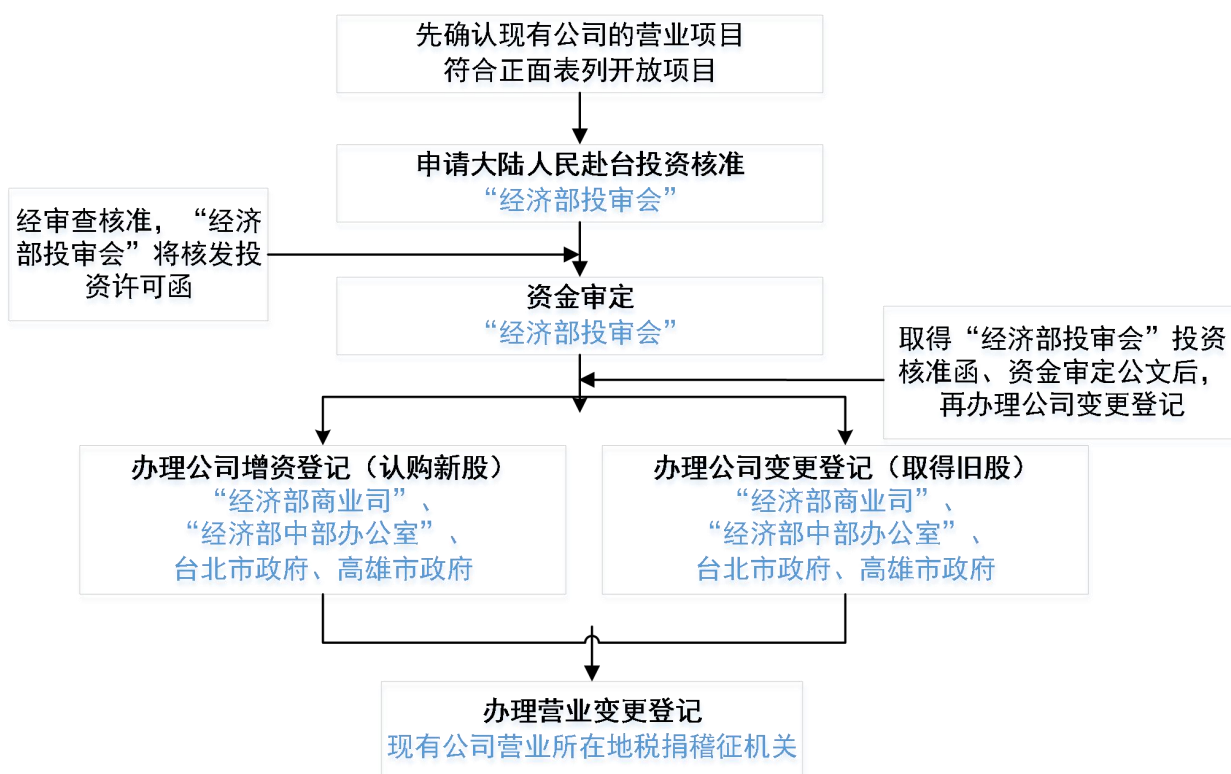 先确认现有公司的营业项目
符合正面表列开放项目
申请大陆人民赴台投资核准
“经济部投审会”
经审查核准，“经济
部投审会”将核发投
资许可函
资金审定
“经济部投审会”
取得“经济部投审会”投资
核准函、资金审定公文后，
再办理公司变更登记
办理公司增资登记（认购新股）
“经济部商业司”、
“经济部中部办公室”、
台北市政府、高雄市政府
办理公司变更登记（取得旧股）
“经济部商业司”、
“经济部中部办公室”、
台北市政府、高雄市政府
办理营业变更登记
现有公司营业所在地税捐稽征机关